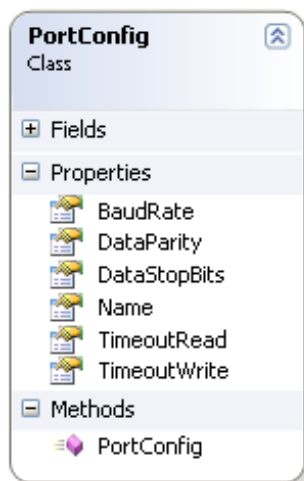 PortConfig
Class
Fields
Properties
BaudRate
DataParity
DataStopBits
Name
TimeoutRead
TimeoutWrite
Methods
PortConfig